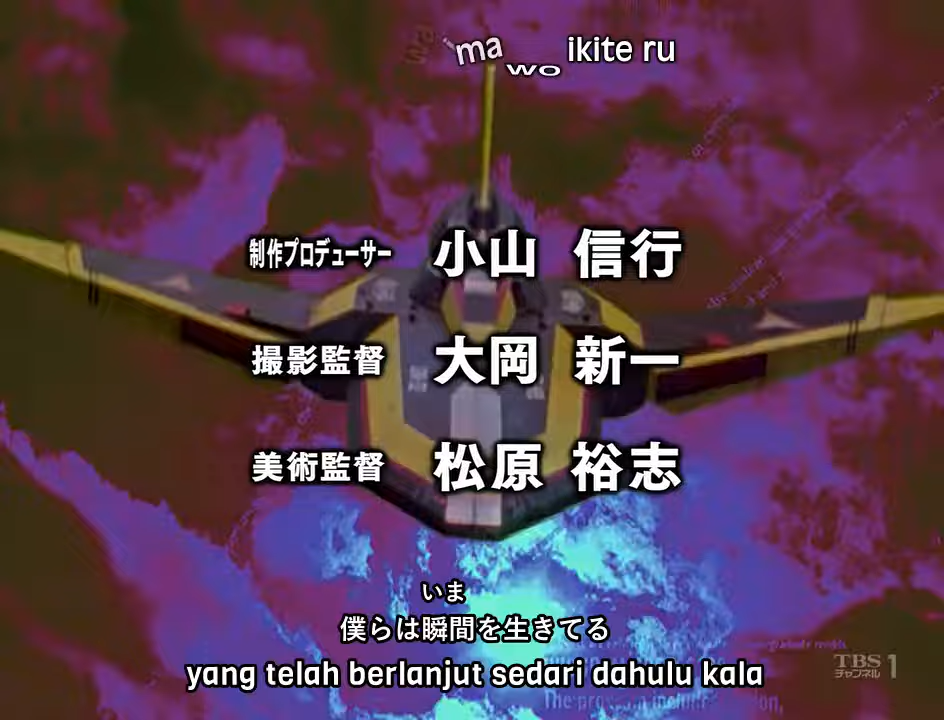 ma wo ikite ru
制作プロデューサー 小山 信行
撮影監督 大岡 新一
美術監督 松原 裕志
いま
僕らは瞬間を生きてる
yang telah berlanjut sedari dahulu kala
TBS 1
チャンネル